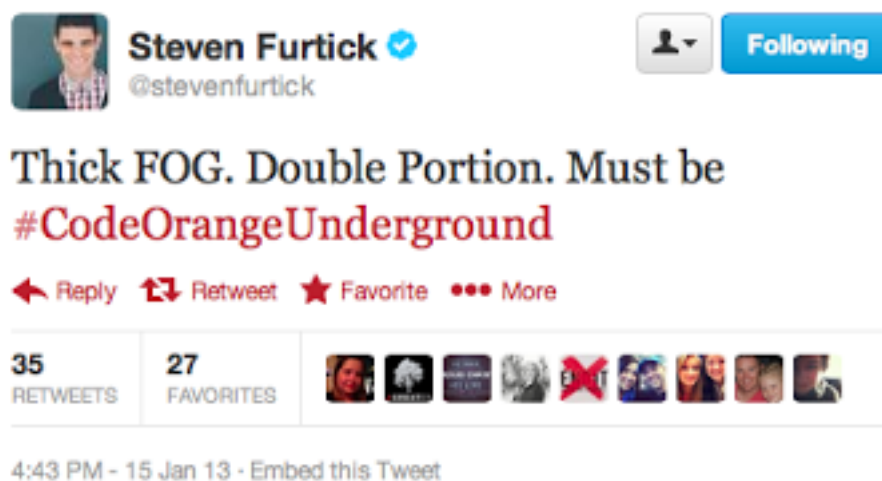 Steven Furtick
Following
@stevenfurtick
Thick FOG. Double Portion. Must be
#CodeOrangeUnderground
Reply Retweet Favorite ••• More
35 27
RETWEETS FAVORITES
4:43 PM - 15 Jan 13 · Embed this Tweet